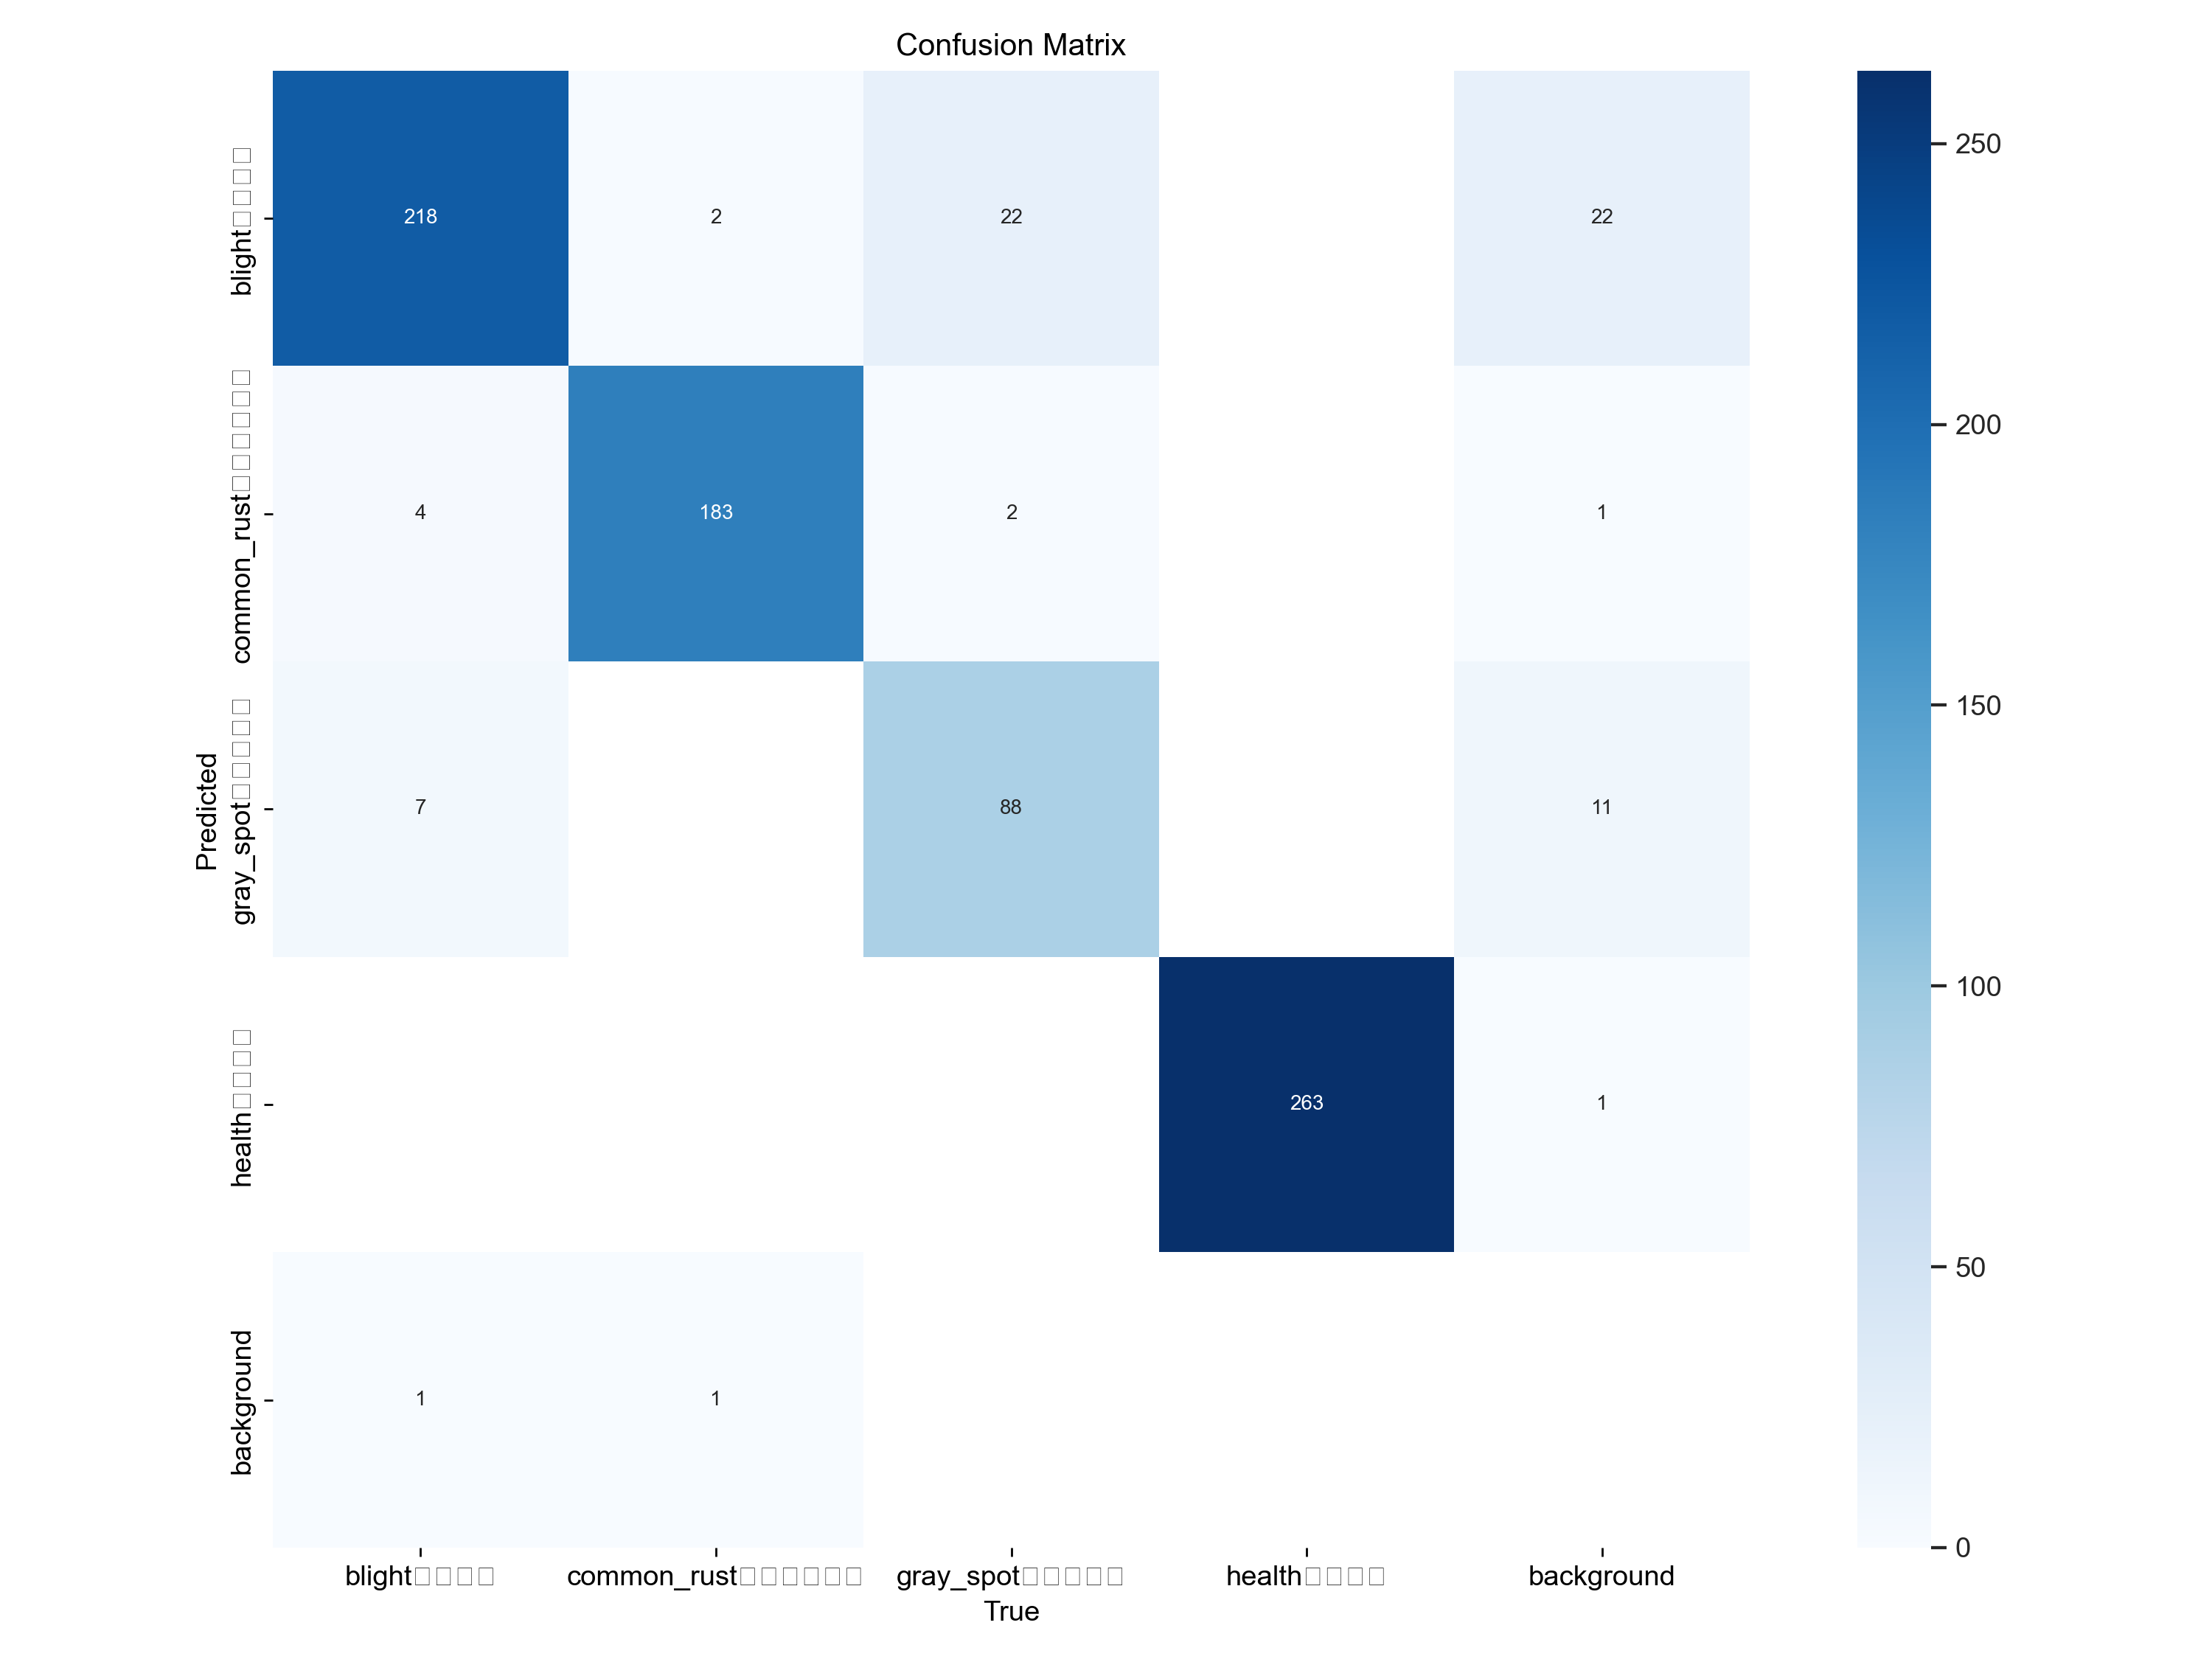 Confusion Matrix
Predicted
blight□□□□
218
2
22
22
common_rust□□□□□□
4
183
2
1
gray_spot□□□□□
7
88
11
health□□□□
263
1
background
1
1
blight□□□□
common_rust□□□□□□
gray_spot□□□□□
health□□□□
background
True
250
200
150
100
50
0